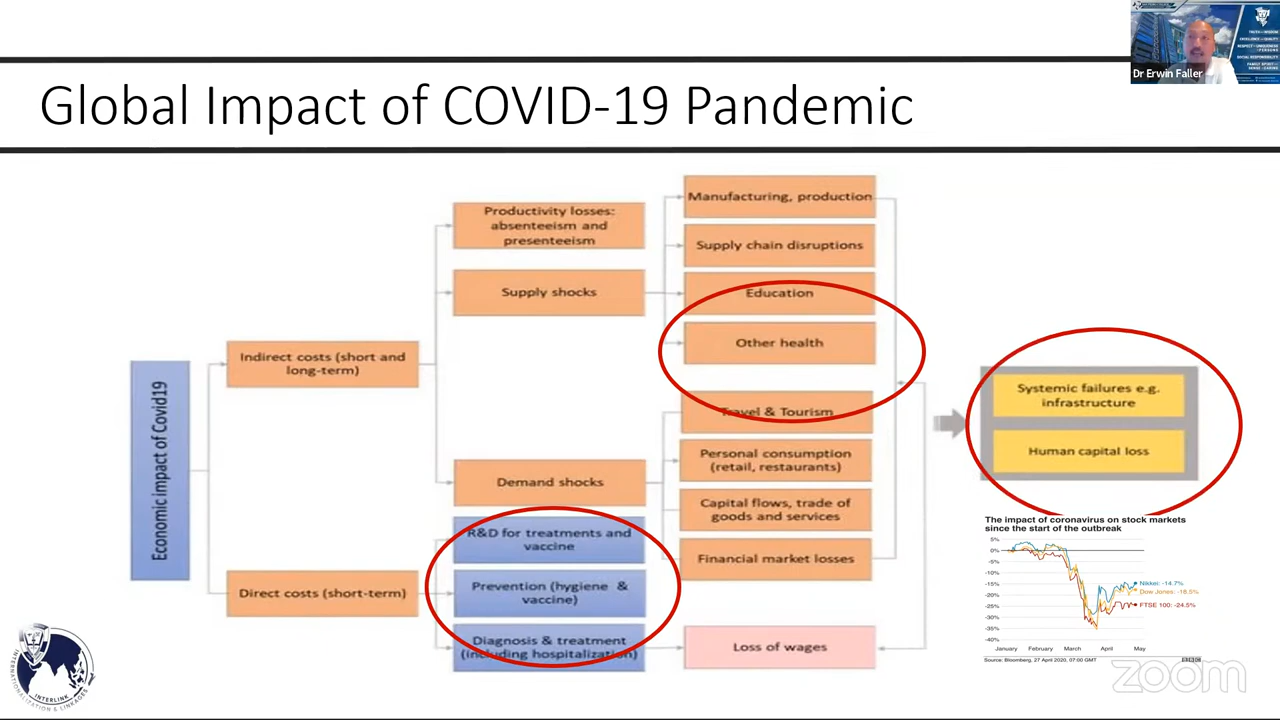 Dr Erwin Faller
Global Impact of COVID-19 Pandemic
Economic impact of Covid19
Indirect costs (short and
long-term)
Direct costs (short-term)
Productivity losses:
absenteeism and
presenteeism
Supply shocks
Demand shocks
R&D for treatments and
vaccine
Prevention (hygiene &
vaccine)
Diagnosis & treatment
(including hospitalization)
Manufacturing, production
Supply chain disruptions
Education
Other health
Travel & Tourism
Personal consumption
(retail, restaurants)
Capital flows, trade of
goods and services
Financial market losses
Loss of wages
Systemic failures e.g.
infrastructure
Human capital loss
The impact of coronavirus on stock markets
since the start of the outbreak
5%
0%
-5%
-10%
-15%
-20%
-25%
-30%
-35%
-40%
Nikkei: -14.7%
Dow Jones: -18.5%
FTSE 100: -24.5%
January February March April May
Source: Bloomberg, 27 April 2020, 07:00 GMT
BBC
INTERLINK
zoom